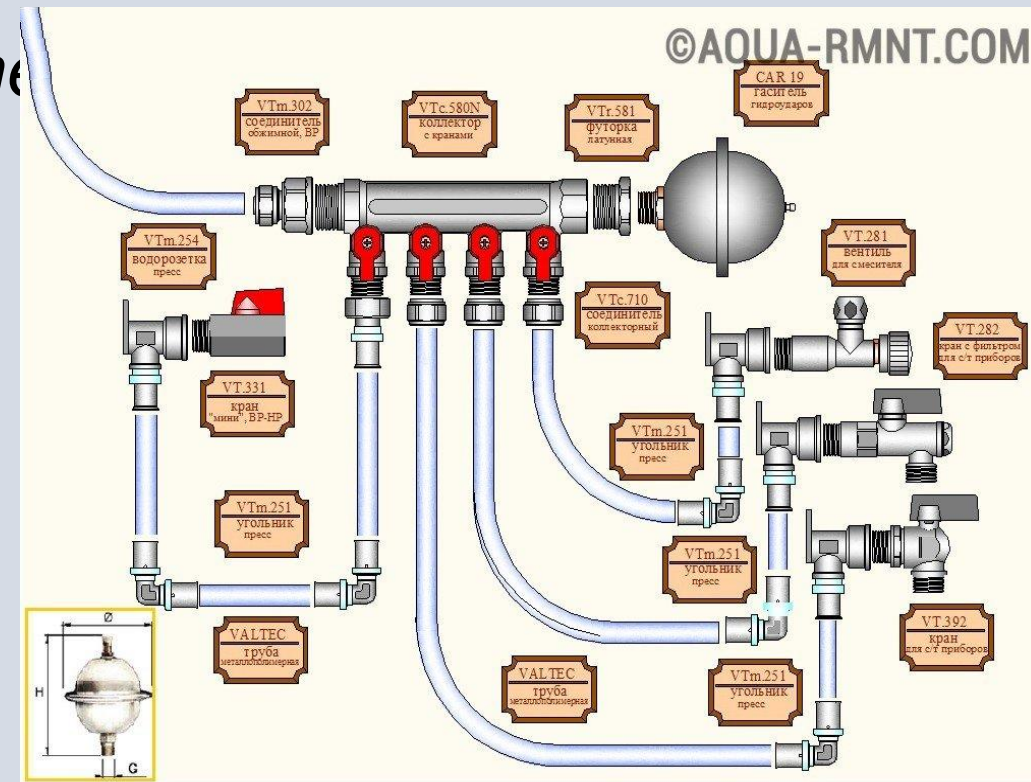 ©AQUA-RMNT.COM
CAR 19
гаситель
гидроударов
VTm.302
соединитель
обжимной, ВР
VTc.580N
коллектор
с кранами
VTr.581
футорка
латунная
VTm.254
водорозетка
пресс
VT.281
вентиль
для смесителя
VTc.710
соединитель
коллекторный
VT.282
кран с фильтром
для с/т приборов
VT.331
кран
"мини", ВР-НР
VTm.251
угольник
пресс
VTm.251
угольник
пресс
VTm.251
угольник
пресс
VT.392
кран
для с/т приборов
VALTEC
труба
металлополимерная
VALTEC
труба
металлополимерная
VTm.251
угольник
пресс
Ø
H
G